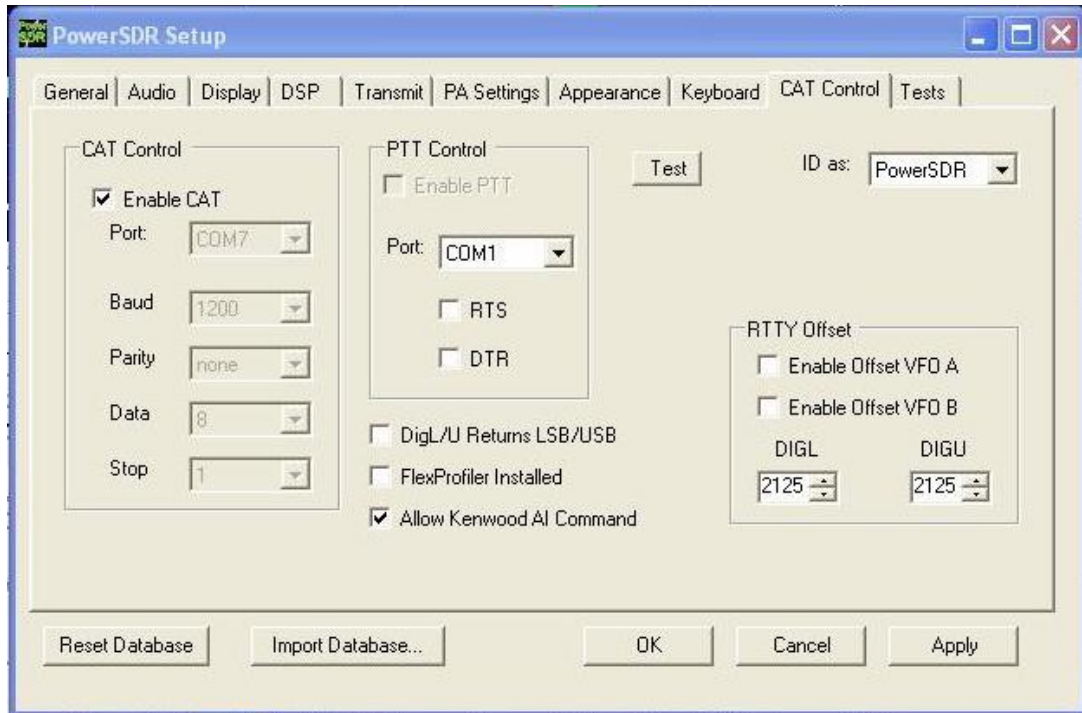 PowerSDR Setup
General Audio Display DSP Transmit PA Settings Appearance Keyboard CAT Control Tests
CAT Control
Enable CAT
Port: COM7
Baud 1200
Parity none
Data 8
Stop 1
PTT Control
Enable PTT
Port: COM1
RTS
DTR
DigL/U Returns LSB/USB
FlexProfiler Installed
Allow Kenwood AI Command
Test
ID as: PowerSDR
RTTY Offset
Enable Offset VFO A
Enable Offset VFO B
DIGL DIGU
2125 2125
Reset Database Import Database... OK Cancel Apply